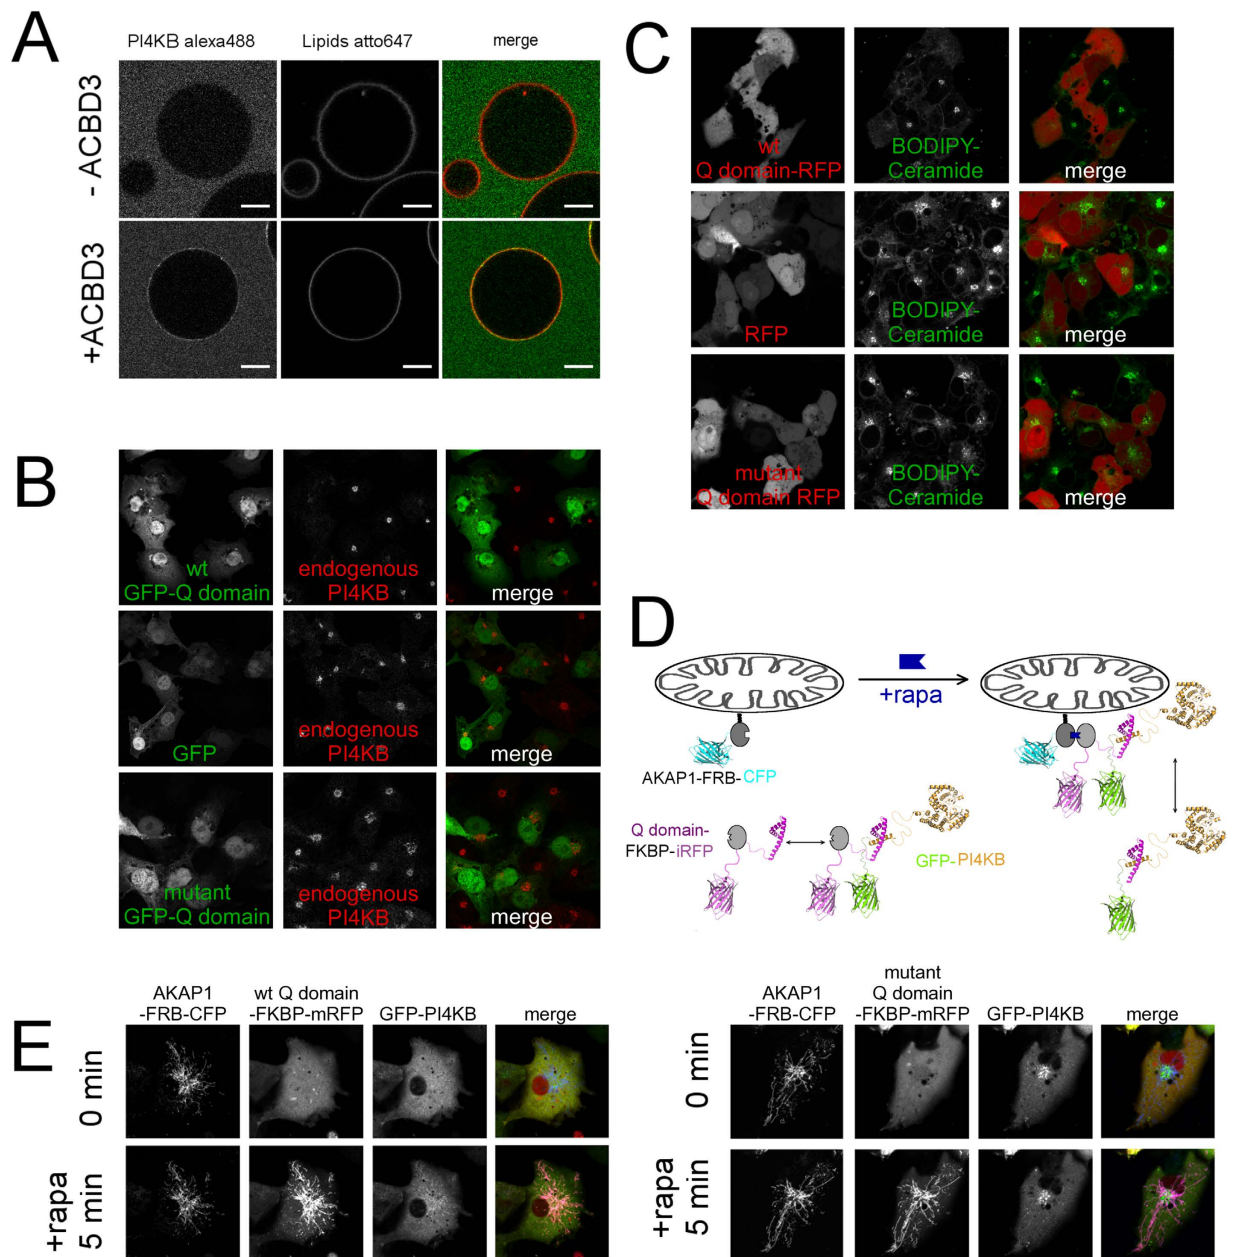 A
PI4KB alexa488
Lipids atto647
merge
- ACBD3
+ACBD3
B
wt
GFP-Q domain
endogenous
PI4KB
merge
GFP
endogenous
PI4KB
merge
mutant
GFP-Q domain
endogenous
PI4KB
merge
C
wt
Q domain-RFP
BODIPY-
Ceramide
merge
RFP
BODIPY-
Ceramide
merge
mutant
Q domain RFP
BODIPY-
Ceramide
merge
D
+rapa
AKAP1-FRB-CFP
Q domain-
FKBP-iRFP
GFP-PI4KB
E
AKAP1
-FRB-CFP
wt Q domain
-FKBP-mRFP
GFP-PI4KB
merge
0 min
+rapa
5 min
AKAP1
-FRB-CFP
mutant
Q domain
-FKBP-mRFP
GFP-PI4KB
merge
0 min
+rapa
5 min